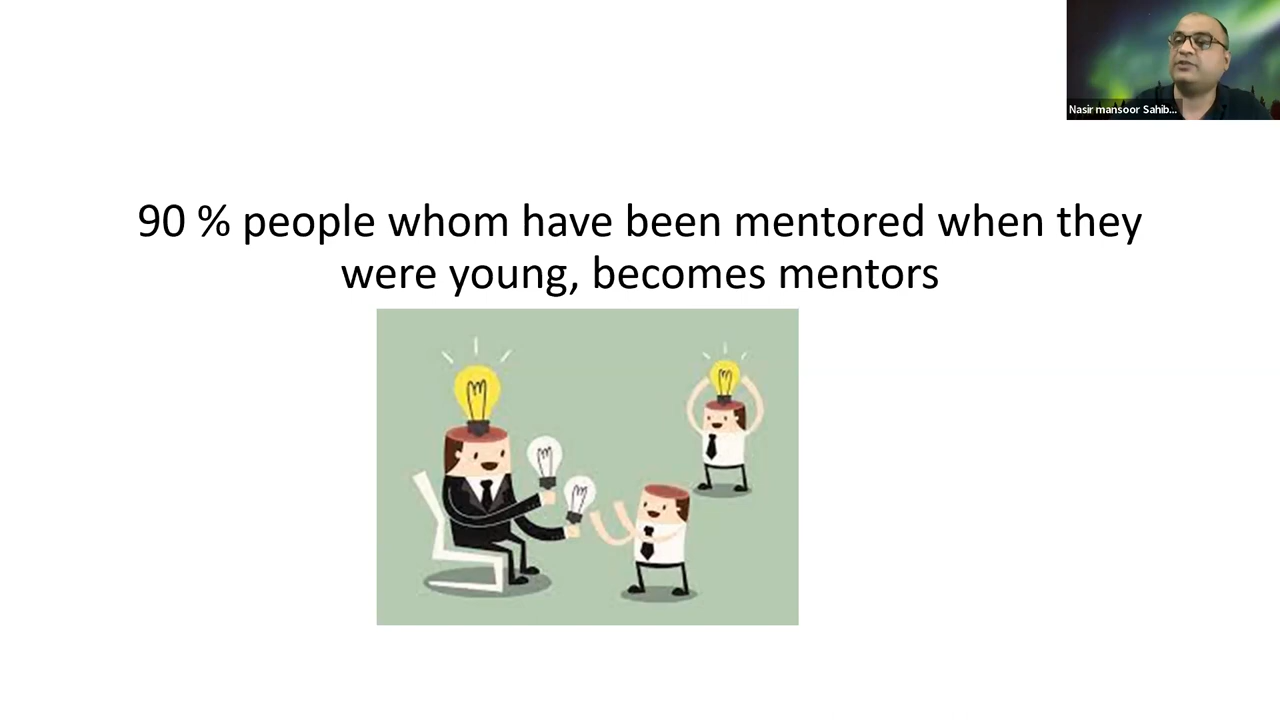 Nasir mansoor Sahib...
90 % people whom have been mentored when they
were young, becomes mentors